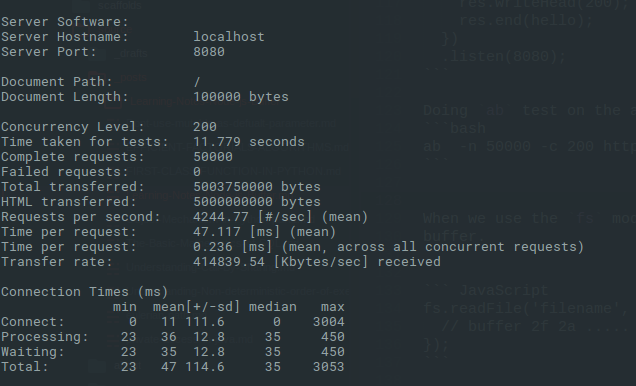 Server Software:
Server Hostname:        localhost
Server Port:            8080

Document Path:          /
Document Length:        100000 bytes

Concurrency Level:      200
Time taken for tests:   11.779 seconds
Complete requests:      50000
Failed requests:        0
Total transferred:      5003750000 bytes
HTML transferred:       5000000000 bytes
Requests per second:    4244.77 [#/sec] (mean)
Time per request:       47.117 [ms] (mean)
Time per request:       0.236 [ms] (mean, across all concurrent requests)
Transfer rate:          414839.54 [Kbytes/sec] received

Connection Times (ms)
              min  mean[+/-sd] median   max
Connect:        0   11 111.6      0    3004
Processing:    23   36  12.8     35     450
Waiting:       23   35  12.8     35     450
Total:         23   47 114.6     35    3053
res.writeHead(200);
res.end(hello);
})
.listen(8080);
Doing ab test on the
bash
ab -n 50000 -c 200
When we use the fs
buffer
JavaScript
fs.readFile('filename',
// buffer 2f 2a ......
});